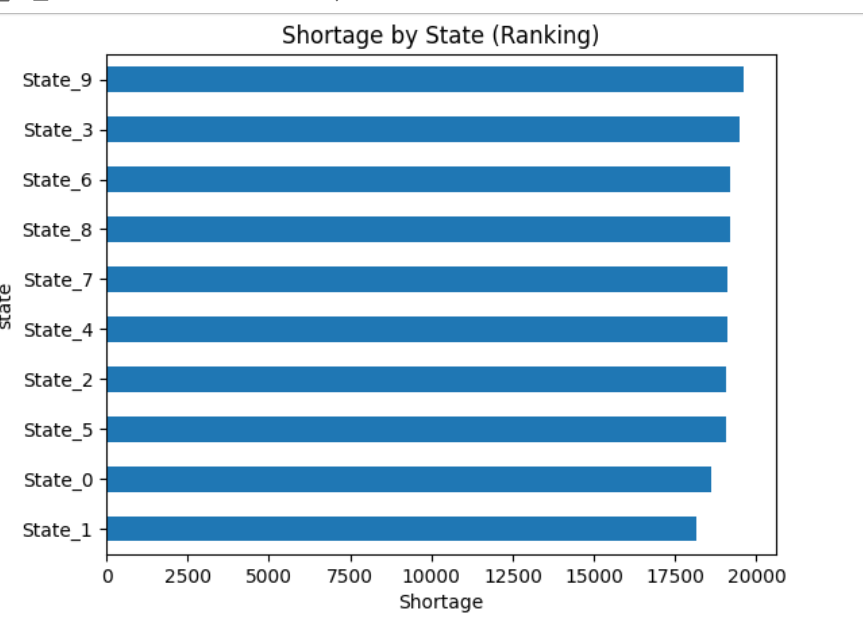 Shortage by State (Ranking)
State_9
State_3
State_6
State_8
State_7
State_4
State_2
State_5
State_0
State_1
state
0 2500 5000 7500 10000 12500 15000 17500 20000
Shortage